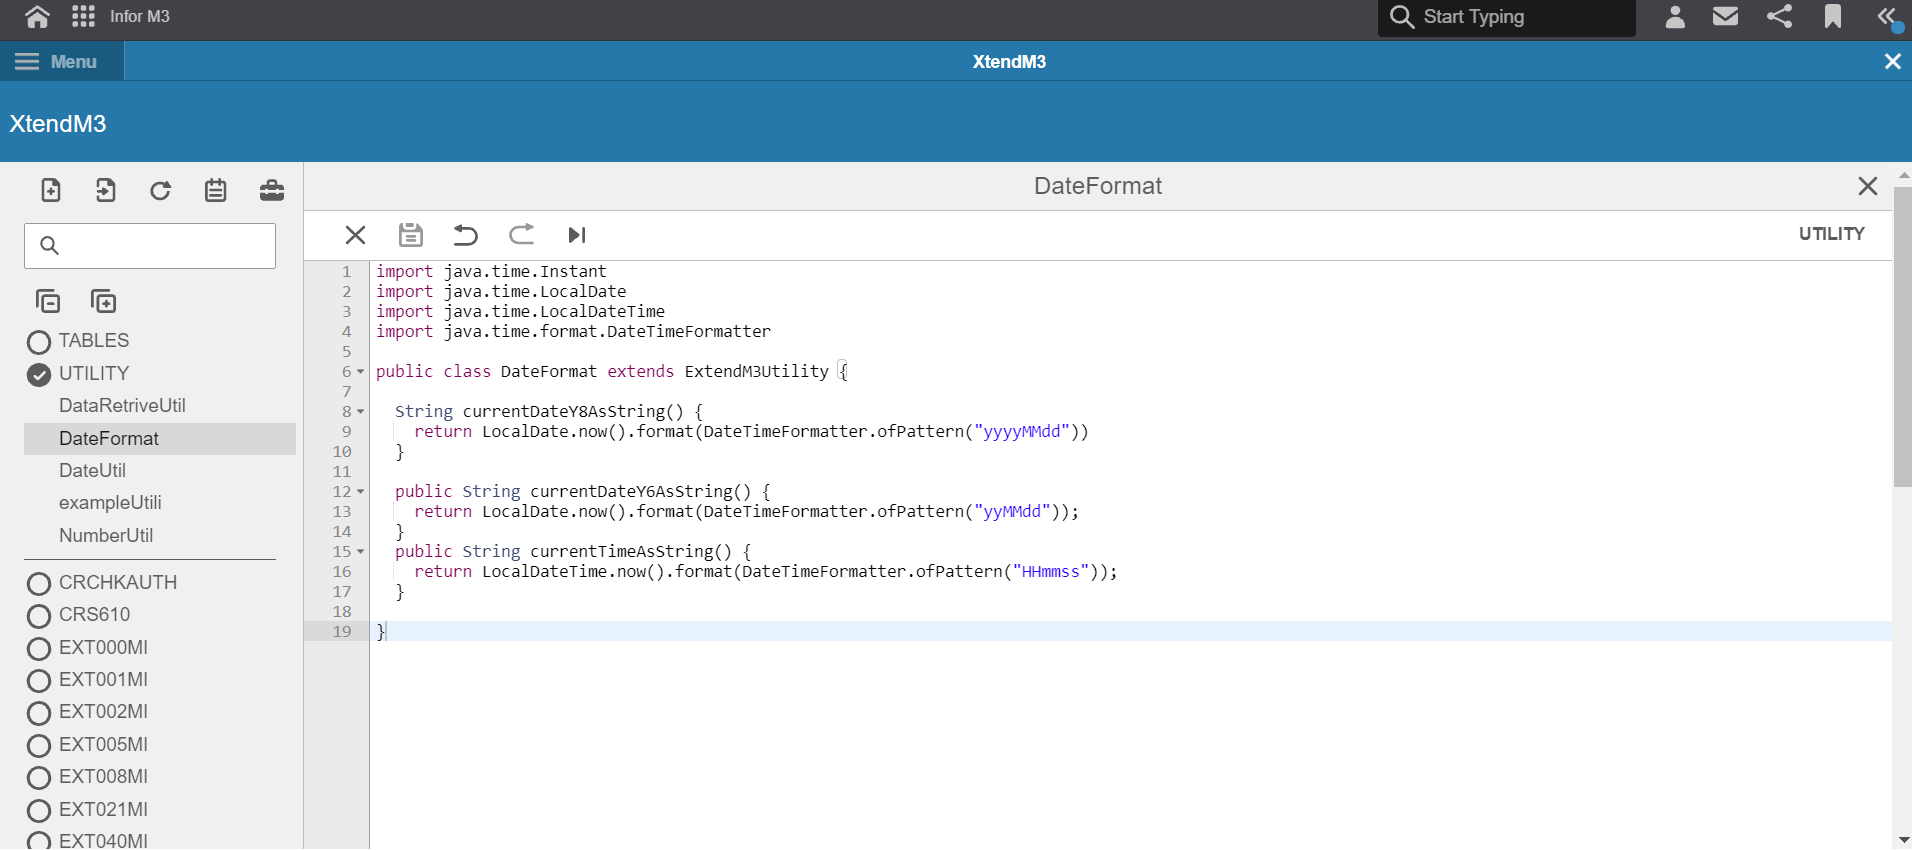 Infor M3
Start Typing
Menu
XtendM3
XtendM3
DateFormat
UTILITY
TABLES
UTILITY
DataRetriveUtil
DateFormat
DateUtil
exampleUtili
NumberUtil
CRCHKAUTH
CRS610
EXT000MI
EXT001MI
EXT002MI
EXT005MI
EXT008MI
EXT021MI
EXT040MI
1 import java.time.Instant
2 import java.time.LocalDate
3 import java.time.LocalDateTime
4 import java.time.format.DateTimeFormatter
5
6 public class DateFormat extends ExtendM3Utility {
7
8 String currentDateY8AsString() {
9 return LocalDate.now().format(DateTimeFormatter.ofPattern("yyyyMMdd"))
10 }
11
12 public String currentDateY6AsString() {
13 return LocalDate.now().format(DateTimeFormatter.ofPattern("yyMMdd"));
14 }
15 public String currentTimeAsString() {
16 return LocalDateTime.now().format(DateTimeFormatter.ofPattern("HHmmss"));
17 }
18
19 }